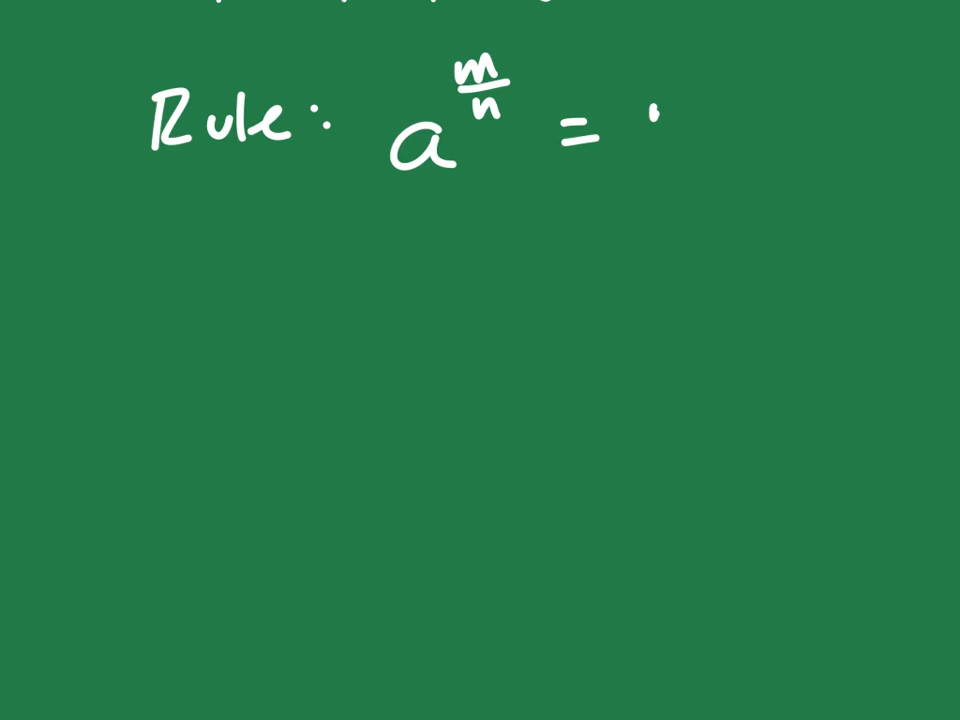 Rule: a^{m/n} =